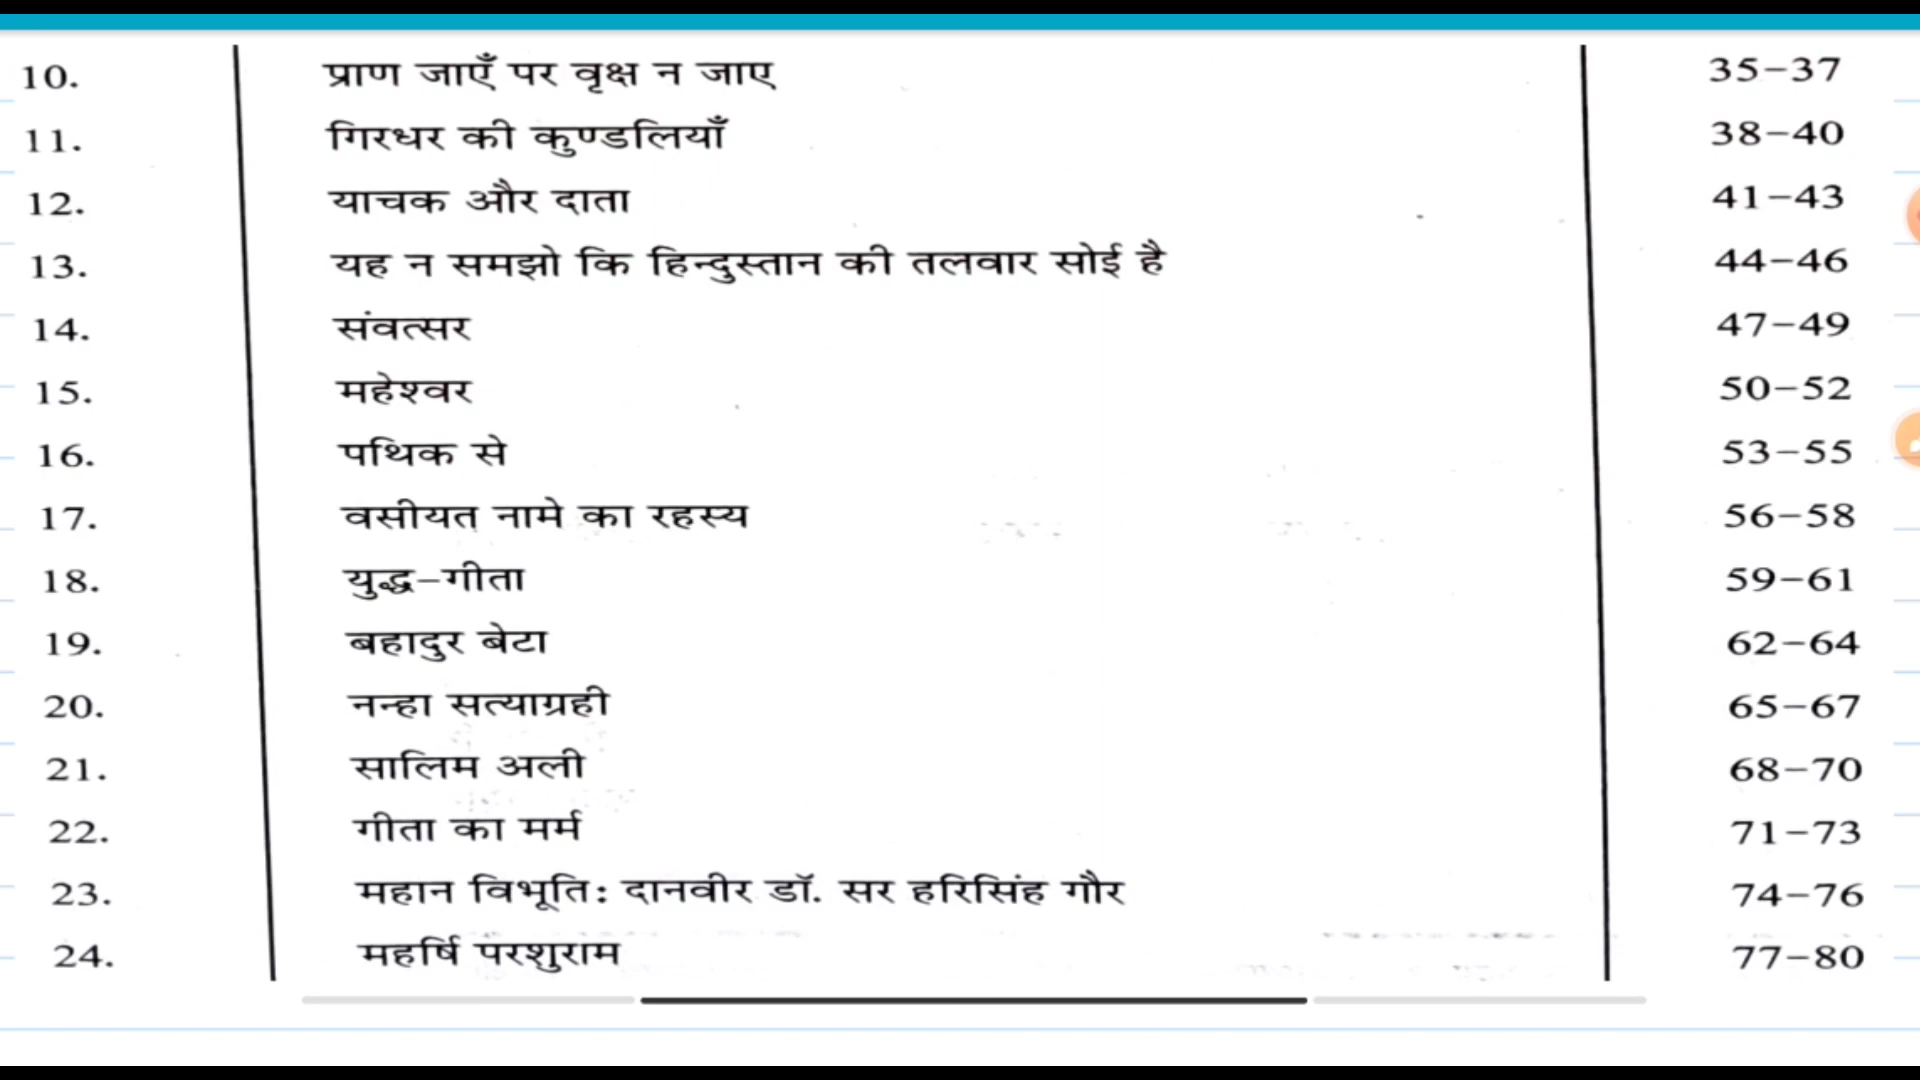 10. प्राण जाएँ पर वृक्ष न जाए 35–37
11. गिरधर की कुण्डलियाँ 38–40
12. याचक और दाता 41–43
13. यह न समझो कि हिन्दुस्तान की तलवार सोई है 44–46
14. संवत्सर 47–49
15. महेश्वर 50–52
16. पथिक से 53–55
17. वसीयत नामे का रहस्य 56–58
18. युद्ध–गीता 59–61
19. बहादुर बेटा 62–64
20. नन्हा सत्याग्रही 65–67
21. सालिम अली 68–70
22. गीता का मर्म 71–73
23. महान विभूति: दानवीर डॉ. सर हरिसिंह गौर 74–76
24. महर्षि परशुराम 77–80